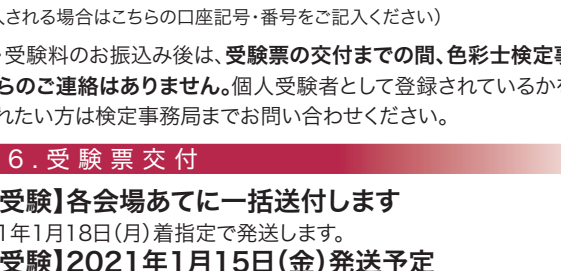 される場合はこちらの口座記号・番号をご記入ください）
受験料のお振込み後は、受験票の交付までの間、色彩士検定
らのご連絡はありません。個人受験者として登録されているか
れたい方は検定事務局までお問い合わせください。
6.受験票交付
受験】各会場あてに一括送付します
1年1月18日（月）着指定で発送します。
受験】2021年1月15日（金）発送予定